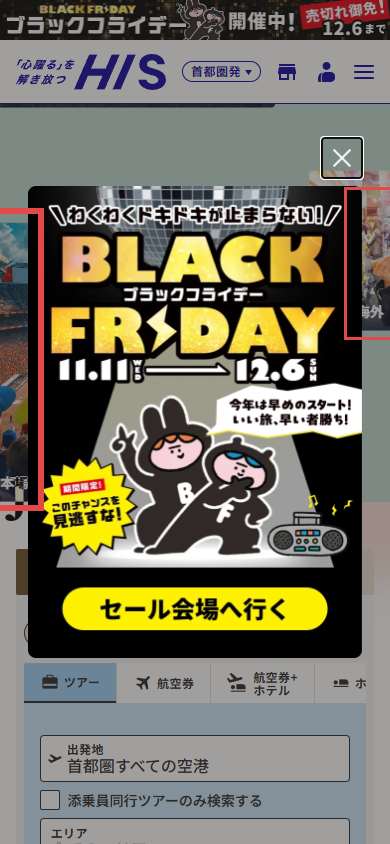 BLACK FRIDAY
ブラックフライデー
開催中!
売切れ御免!
12.6まで
「心躍る」を
解き放つ
HIS
首都圏発
\わくわくドキドキが止まらない!/
BLACK
ブラックフライデー
FRIDAY
11.11 WED → 12.6 SUN
今年は早めのスタート!
いい旅、早い者勝ち!
期間限定!
このチャンスを
見逃すな!
B
F
セール会場へ行く
海外
ツアー
航空券
航空券+
ホテル
ホ
出発地
首都圏すべての空港
添乗員同行ツアーのみ検索する
エリア